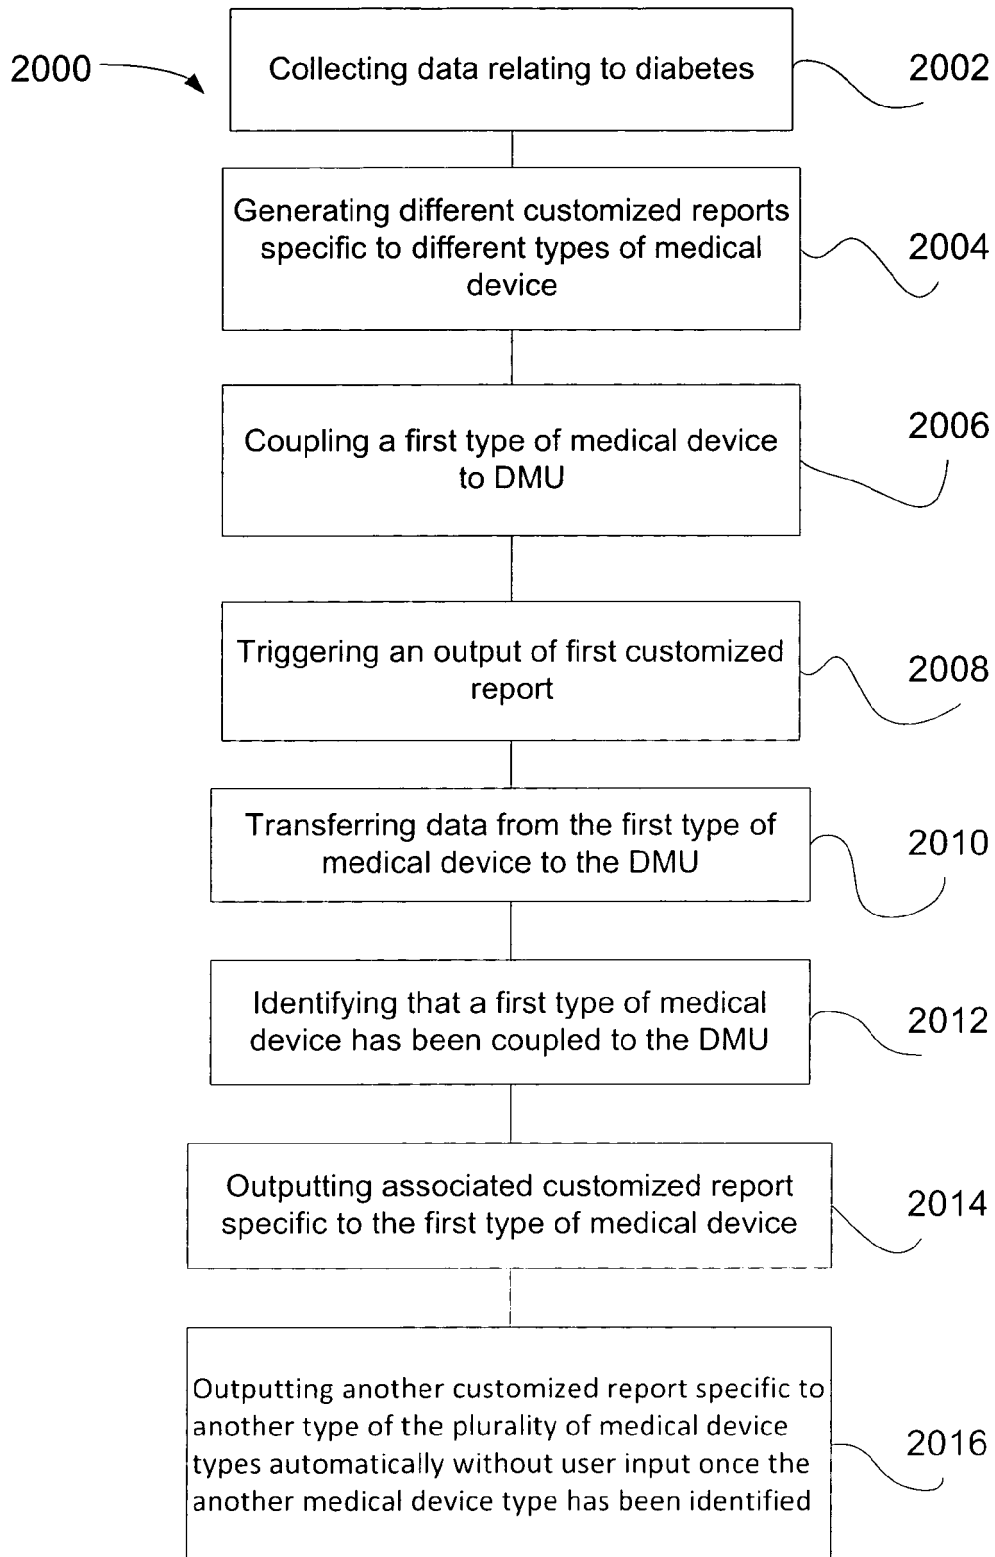 2000
Collecting data relating to diabetes
2002
Generating different customized reports
specific to different types of medical
device
2004
Coupling a first type of medical device
to DMU
2006
Triggering an output of first customized
report
2008
Transferring data from the first type of
medical device to the DMU
2010
Identifying that a first type of medical
device has been coupled to the DMU
2012
Outputting associated customized report
specific to the first type of medical device
2014
Outputting another customized report specific to
another type of the plurality of medical device
types automatically without user input once the
another medical device type has been identified
2016